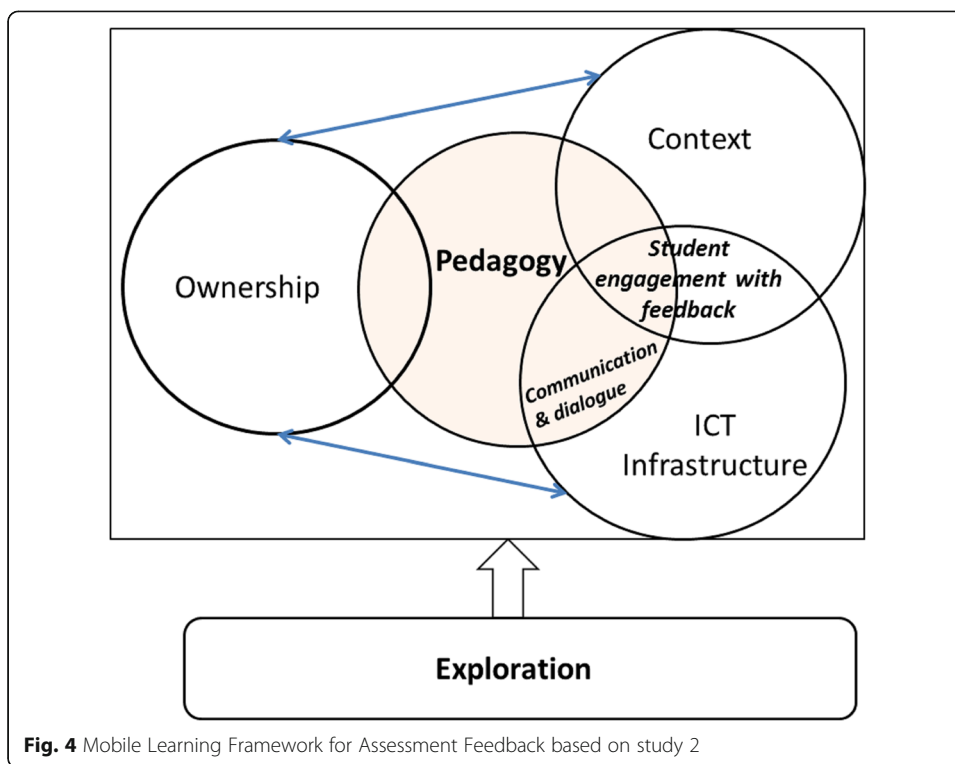 Context
Student
engagement with
feedback
Pedagogy
Ownership
Communication
& dialogue
ICT
Infrastructure
Exploration
Fig. 4 Mobile Learning Framework for Assessment Feedback based on study 2